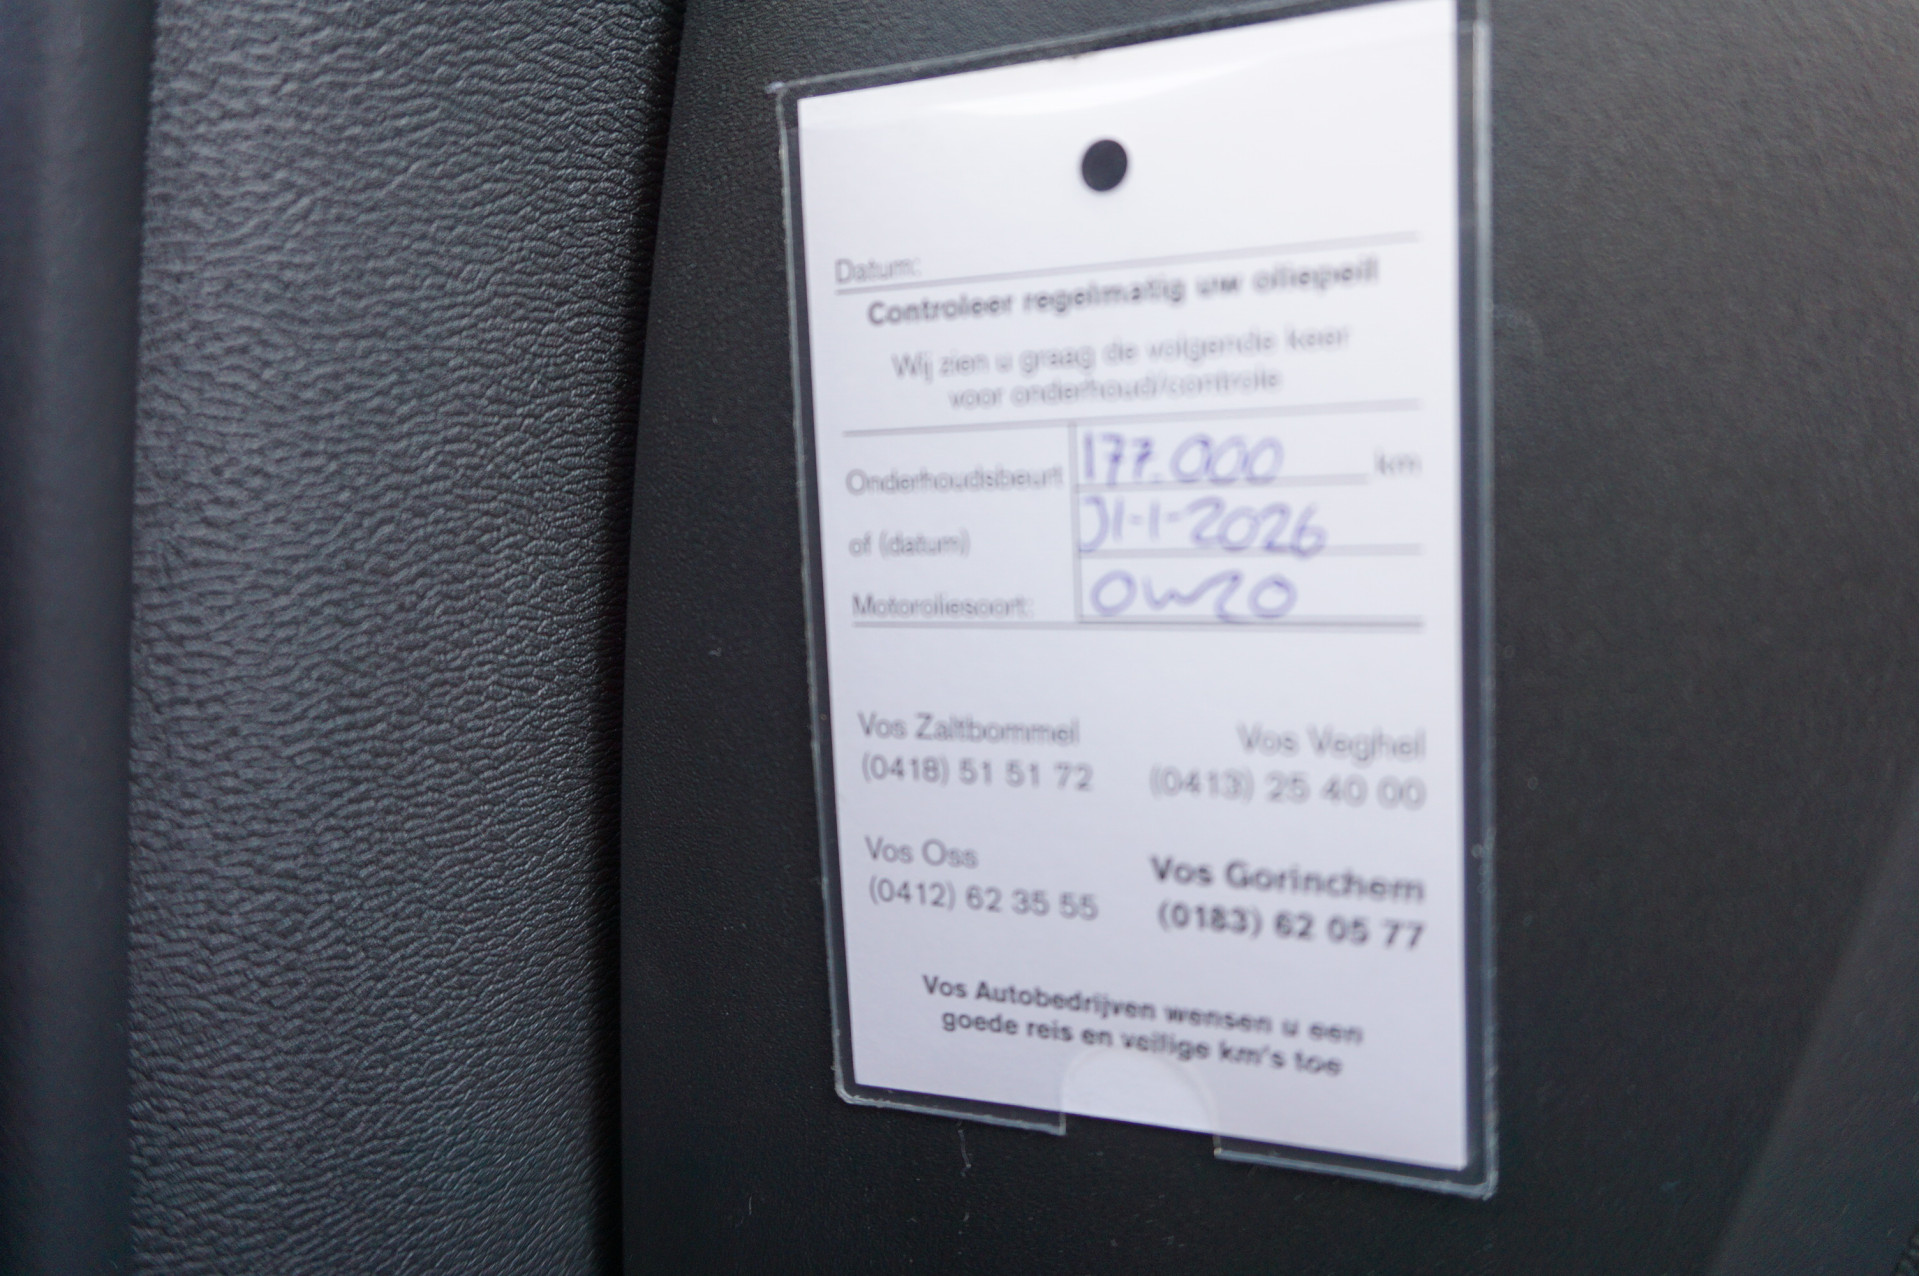 Datum:
Controleer regelmatig uw oliepeil!
Wij zien u graag de volgende keer
voor onderhoud/controle
Onderhoudsbeurt 177.000 km
of (datum) 31-1-2026
Motoroliesoort: 0W20
Vos Zaltbommel Vos Veghel
(0418) 51 51 72 (0413) 25 40 00
Vos Oss Vos Gorinchem
(0412) 62 35 55 (0183) 62 05 77
Vos Autobedrijven wensen u een
goede reis en veilige km's toe